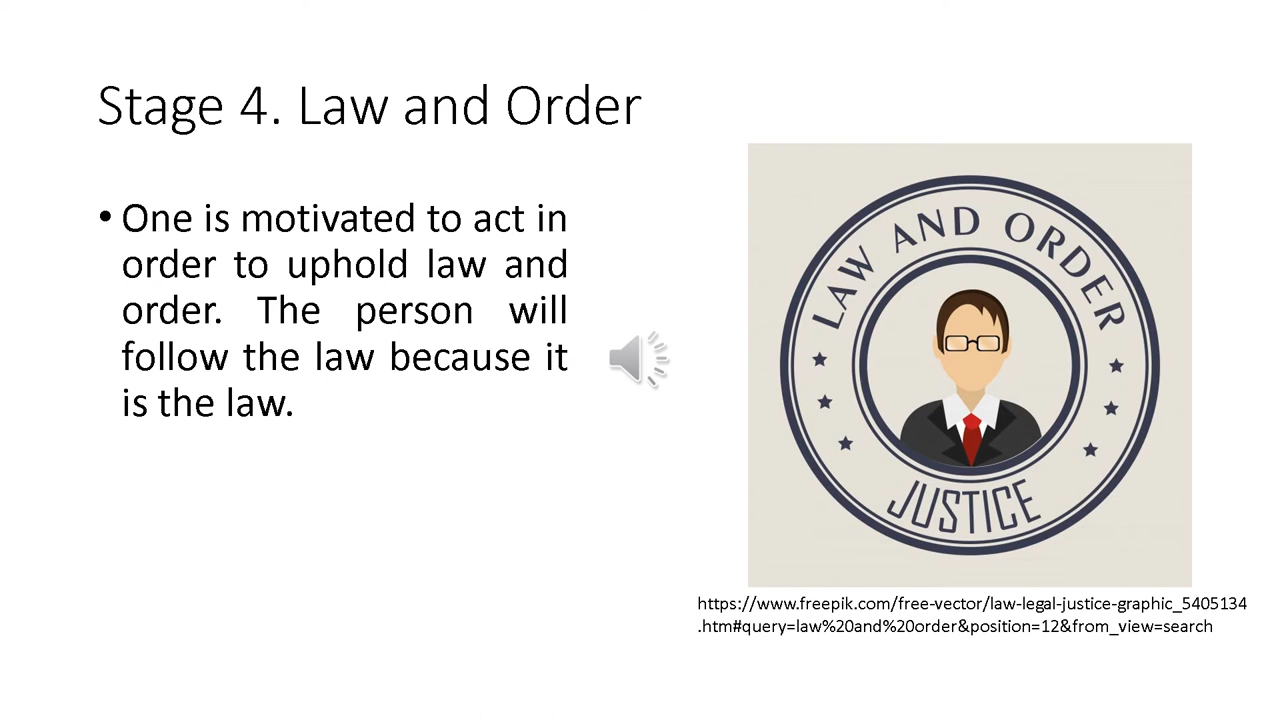 Stage 4. Law and Order
• One is motivated to act in
order to uphold law and
order. The person will
follow the law because it
is the law.
LAW AND ORDER
JUSTICE
https://www.freepik.com/free-vector/law-legal-justice-graphic_5405134
.htm#query=law%20and%20order&position=12&from_view=search